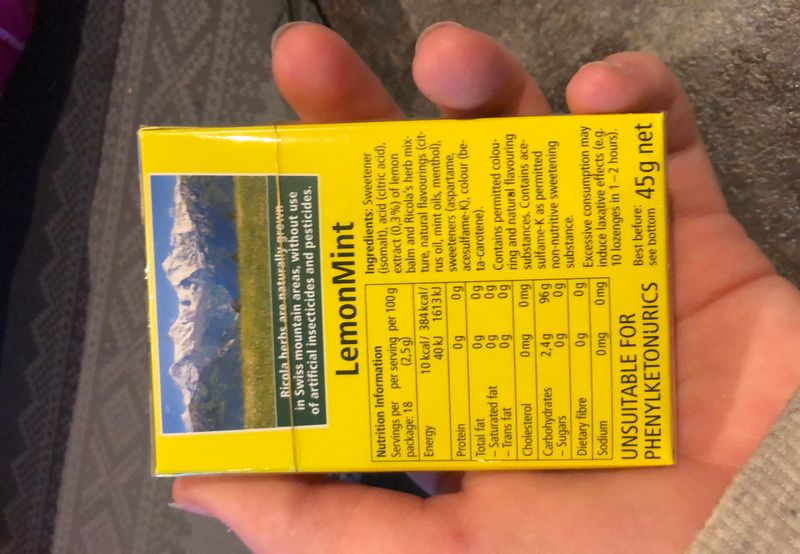 Ricola herbs are naturally grown
in Swiss mountain areas, without use
of artificial insecticides and pesticides.
LemonMint
Nutrition Information
Servings per package: 18 per serving (2,5g) per 100g
Energy 10 kcal/ 40 kJ 384 kcal/ 1613 kJ
Protein 0g 0g
Total fat 0g 0g
– Saturated fat 0g 0g
– Trans fat 0g 0g
Cholesterol 0mg 0mg
Carbohydrates 2,4g 96g
– Sugars 0g 0g
Dietary fibre 0g 0g
Sodium 0mg 0mg
Ingredients: Sweetener
(isomalt), acid (citric acid),
extract (0,3%) of lemon
balm and Ricola's herb mix-
ture, natural flavourings (cit-
rus oil, mint oils, menthol),
sweeteners (aspartame,
acesulfame-K), colour (be-
ta-carotene).
Contains permitted colou-
ring and natural flavouring
substances. Contains ace-
sulfame-K as permitted
non-nutritive sweetening
substance.
Excessive consumption may
induce laxative effects (e.g.
10 lozenges in 1–2 hours).
UNSUITABLE FOR
PHENYLKETONURICS
Best before:
see bottom
45g net